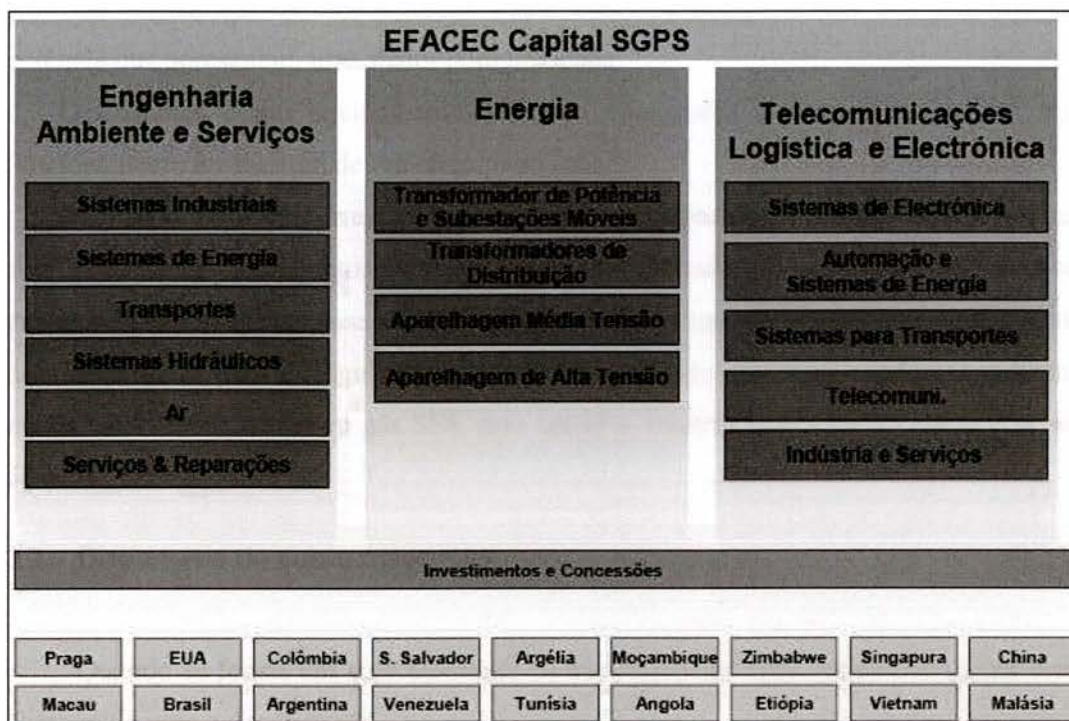 EFACEC Capital SGPS
Engenharia
Ambiente e Serviços
Sistemas Industriais
Sistemas de Energia
Transportes
Sistemas Hidráulicos
Ar
Serviços & Reparações
Energia
Transformador de Potência
e Subestações Móveis
Transformadores de
Distribuição
Aparelhagem Média Tensão
Aparelhagem de Alta Tensão
Telecomunicações
Logística e Electrónica
Sistemas de Electrónica
Automação e
Sistemas de Energia
Sistemas para Transportes
Telecomuni.
Indústria e Serviços
Investimentos e Concessões
Praga EUA Colômbia S. Salvador Argélia Moçambique Zimbabwe Singapura China
Macau Brasil Argentina Venezuela Tunísia Angola Etiópia Vietnam Malásia